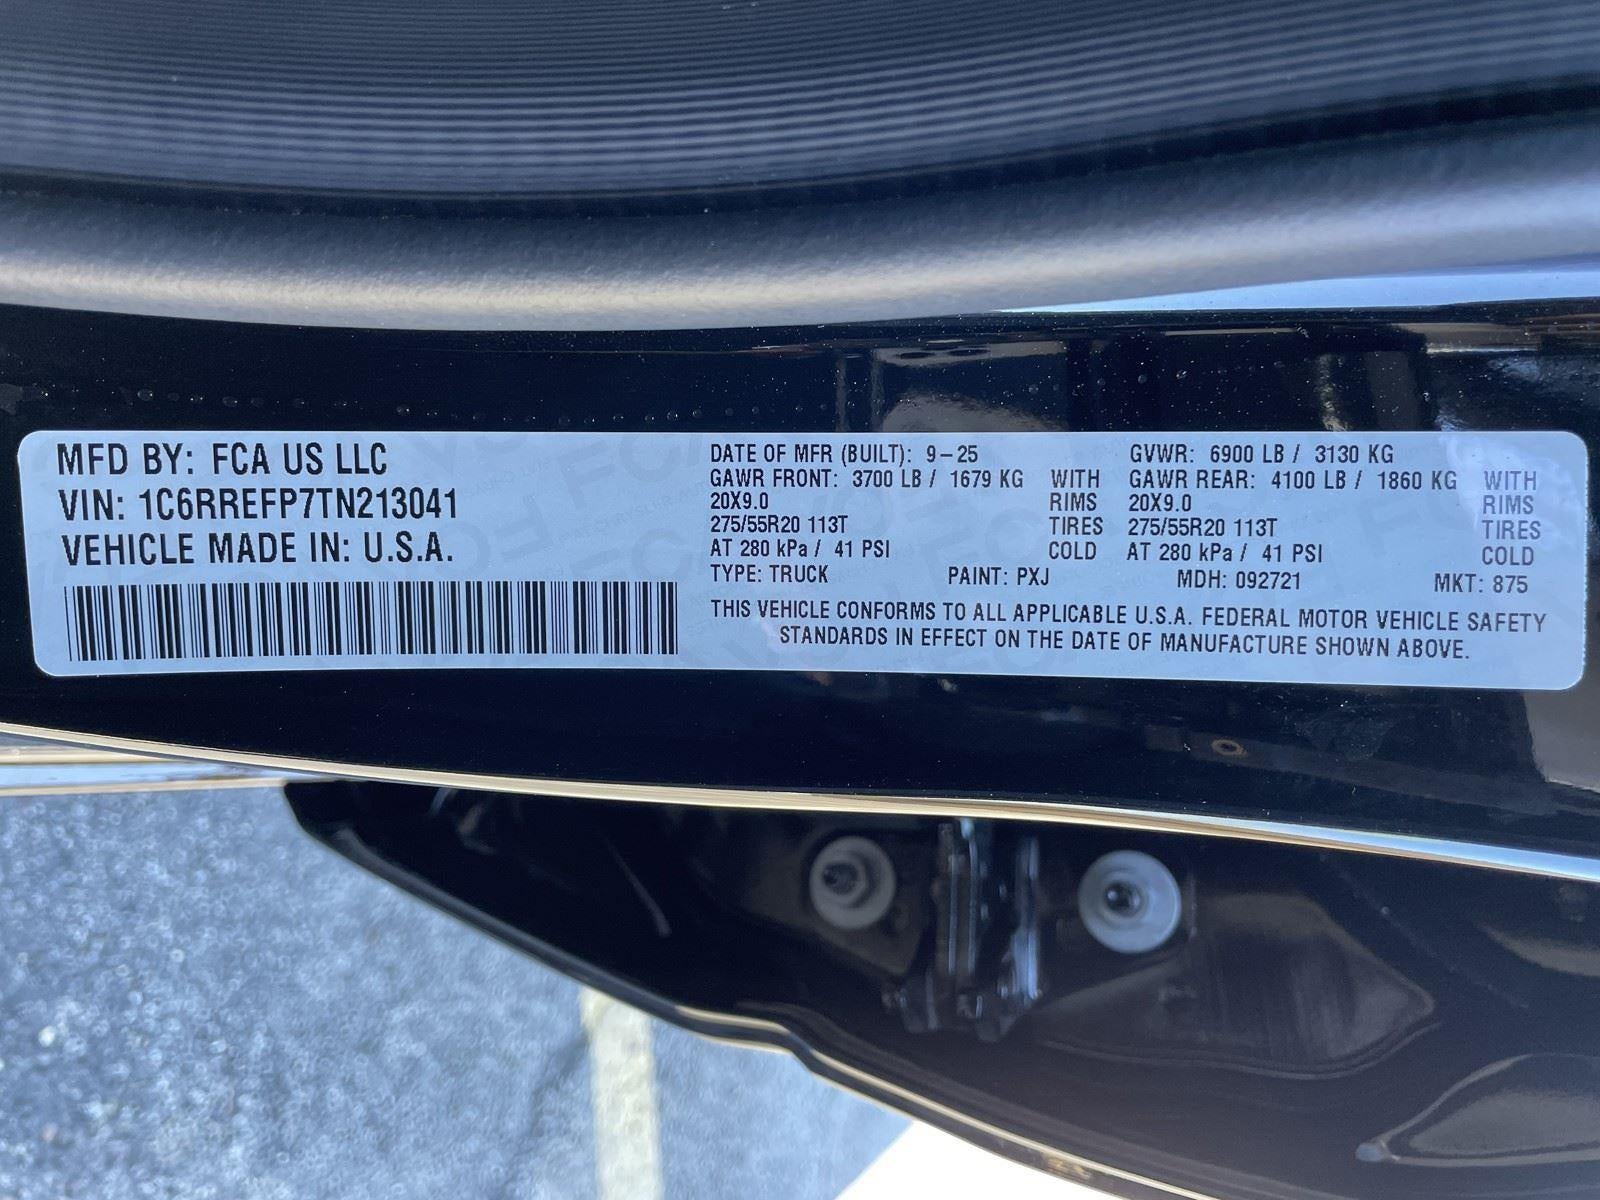 MFD BY: FCA US LLC
VIN: 1C6RREFP7TN213041
VEHICLE MADE IN: U.S.A.
DATE OF MFR (BUILT): 9-25 GVWR: 6900 LB / 3130 KG
GAWR FRONT: 3700 LB / 1679 KG WITH GAWR REAR: 4100 LB / 1860 KG WITH
20X9.0 RIMS 20X9.0 RIMS
275/55R20 113T TIRES 275/55R20 113T TIRES
AT 280 kPa / 41 PSI COLD AT 280 kPa / 41 PSI COLD
TYPE: TRUCK PAINT: PXJ MDH: 092721 MKT: 875
THIS VEHICLE CONFORMS TO ALL APPLICABLE U.S.A. FEDERAL MOTOR VEHICLE SAFETY
STANDARDS IN EFFECT ON THE DATE OF MANUFACTURE SHOWN ABOVE.